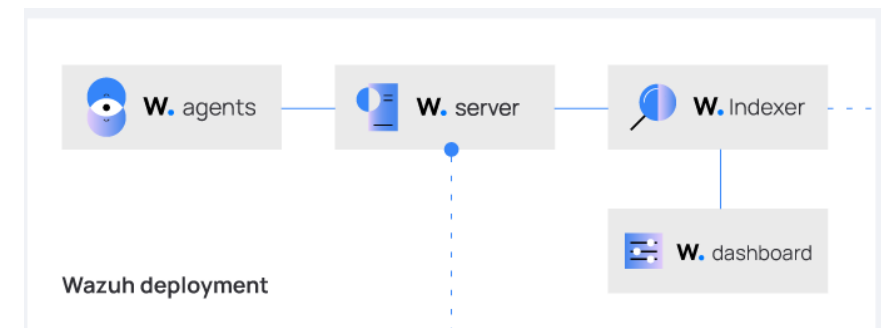 W. agents
W. server
W. Indexer
W. dashboard
Wazuh deployment